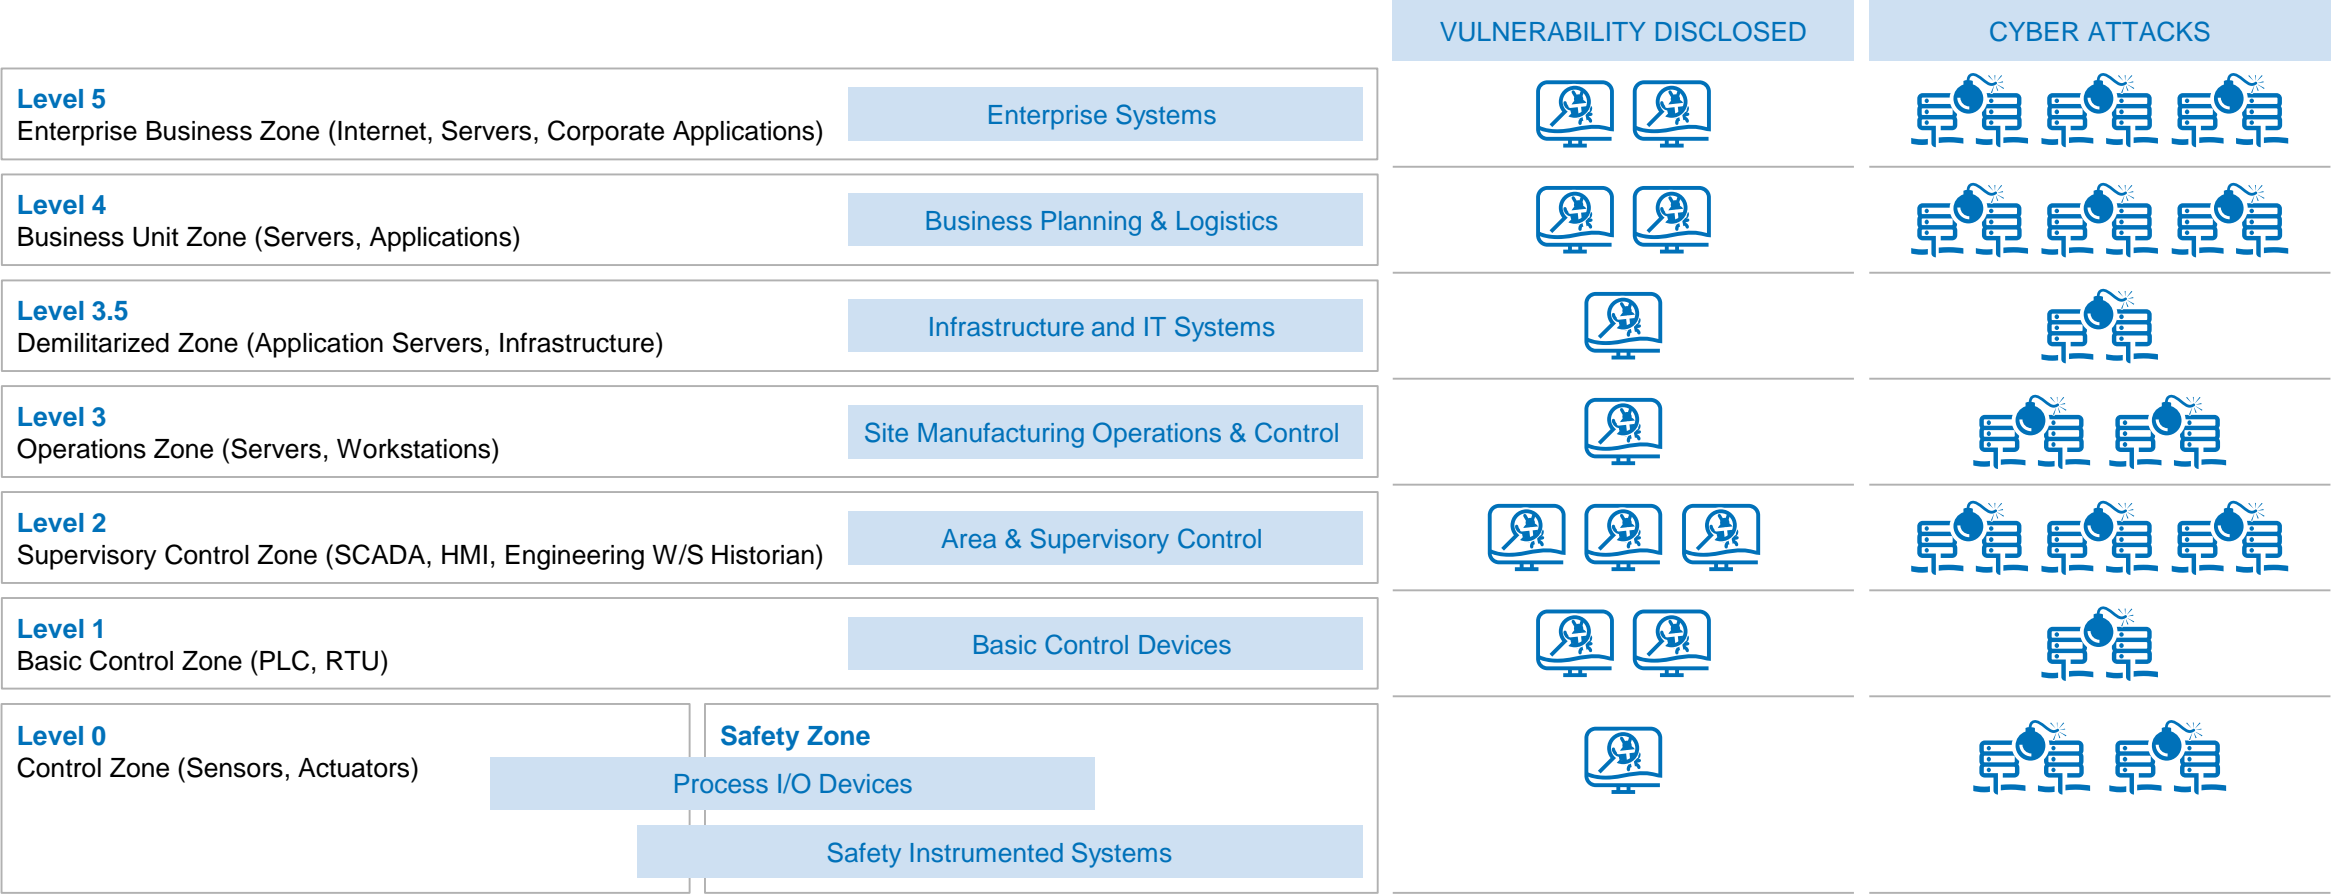 VULNERABILITY DISCLOSED
CYBER ATTACKS
Level 5
Enterprise Business Zone (Internet, Servers, Corporate Applications)
Enterprise Systems
Level 4
Business Unit Zone (Servers, Applications)
Business Planning & Logistics
Level 3.5
Demilitarized Zone (Application Servers, Infrastructure)
Infrastructure and IT Systems
Level 3
Operations Zone (Servers, Workstations)
Site Manufacturing Operations & Control
Level 2
Supervisory Control Zone (SCADA, HMI, Engineering W/S Historian)
Area & Supervisory Control
Level 1
Basic Control Zone (PLC, RTU)
Basic Control Devices
Level 0
Control Zone (Sensors, Actuators)
Safety Zone
Process I/O Devices
Safety Instrumented Systems